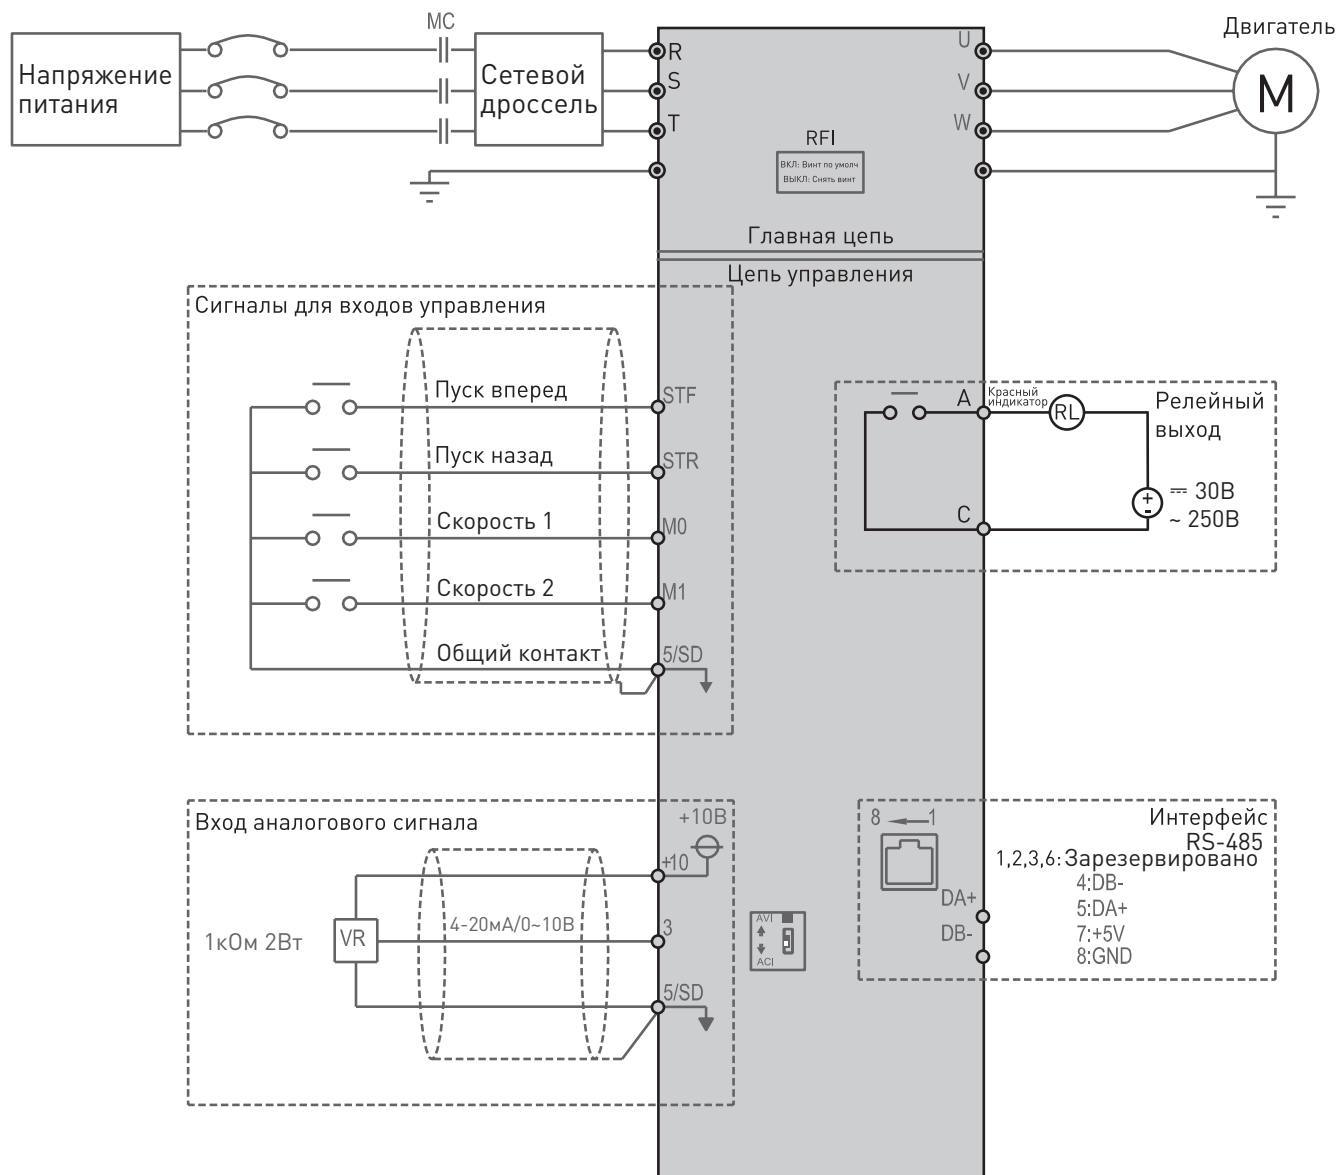 MC
Напряжение
питания
Сетевой
дроссель
R
S
T
U
V
W
Двигатель
M
RFI
ВКЛ: Винт по умолч
ВЫКЛ: Снять винт
Главная цепь
Цепь управления
Сигналы для входов управления
Пуск вперед
STF
Пуск назад
STR
Скорость 1
M0
Скорость 2
M1
Общий контакт
5/SD
A
Красный
индикатор
RL
Релейный
выход
+
-
30В
~ 250В
C
Вход аналогового сигнала
+10В
+10
1кОм 2Вт
VR
4-20мА/0~10В
3
5/SD
AVI
ACI
8
1
Интерфейс
RS-485
1,2,3,6: Зарезервировано
4:DB-
5:DA+
7:+5V
8:GND
DA+
DB-